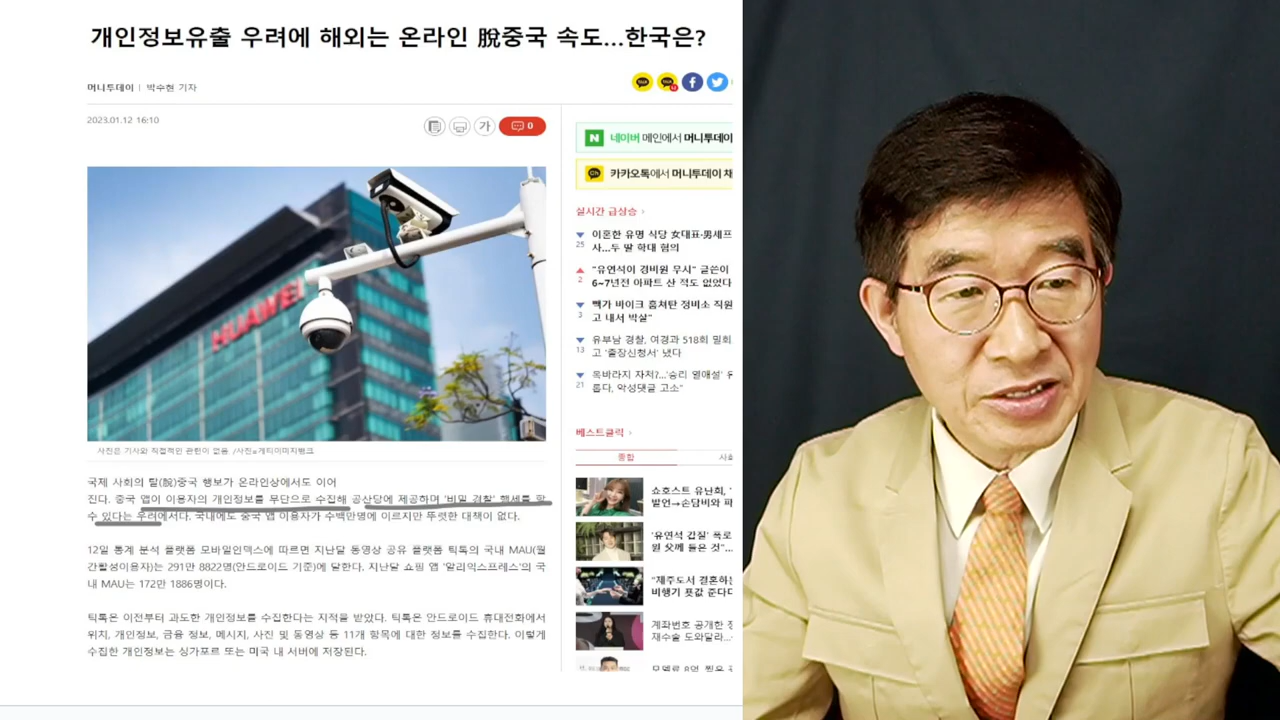 개인정보유출 우려에 해외는 온라인 脫중국 속도...한국은?
머니투데이 | 박수현 기자
2023.01.12 16:10
가
0
HUAWEI
사진은 기사와 직접적인 관련이 없음. /사진=게티이미지뱅크
국제 사회의 탈(脫)중국 행보가 온라인상에서도 이어
진다. 중국 앱이 이용자의 개인정보를 무단으로 수집해 공산당에 제공하며 '비밀 경찰' 행세를 할
수 있다는 우려에서다. 국내에도 중국 앱 이용자가 수백만명에 이르지만 뚜렷한 대책이 없다.
12일 통계 분석 플랫폼 모바일인덱스에 따르면 지난달 동영상 공유 플랫폼 틱톡의 국내 MAU(월
간활성이용자)는 291만 8822명(안드로이드 기준)에 달한다. 지난달 쇼핑 앱 '알리익스프레스'의 국
내 MAU는 172만 1886명이다.
틱톡은 이전부터 과도한 개인정보를 수집한다는 지적을 받았다. 틱톡은 안드로이드 휴대전화에서
위치, 개인정보, 금융 정보, 메시지, 사진 및 동영상 등 11개 항목에 대한 정보를 수집한다. 이렇게
수집한 개인정보는 싱가포르 또는 미국 내 서버에 저장된다.
N 네이버 메인에서 머니투데이
카카오톡에서 머니투데이 채
실시간 급상승 ›
25 이혼한 유명 식당 女대표-男셰프
사...두 딸 학대 혐의
2 "유연석이 경비원 무시" 글쓴이
6~7년전 아파트 산 적도 없었다
3 빼가 바이크 훔쳐탄 정비소 직원
고 내서 박살"
13 유부남 경찰, 여경과 518회 밀회
고 '출장신청서' 냈다
21 옥바라지 자처?...'승리 열애설'
롭다, 악성댓글 고소"
베스트클릭 ›
종합
쇼호스트 유난희, '
발언→손담비와 파
'유연석 갑질' 폭로
원 父께 들은 것"...
"제주도서 결혼하는
비행기 푯값 준다더
계좌번호 공개한 정
재수술 도와달라...
모델료 8억